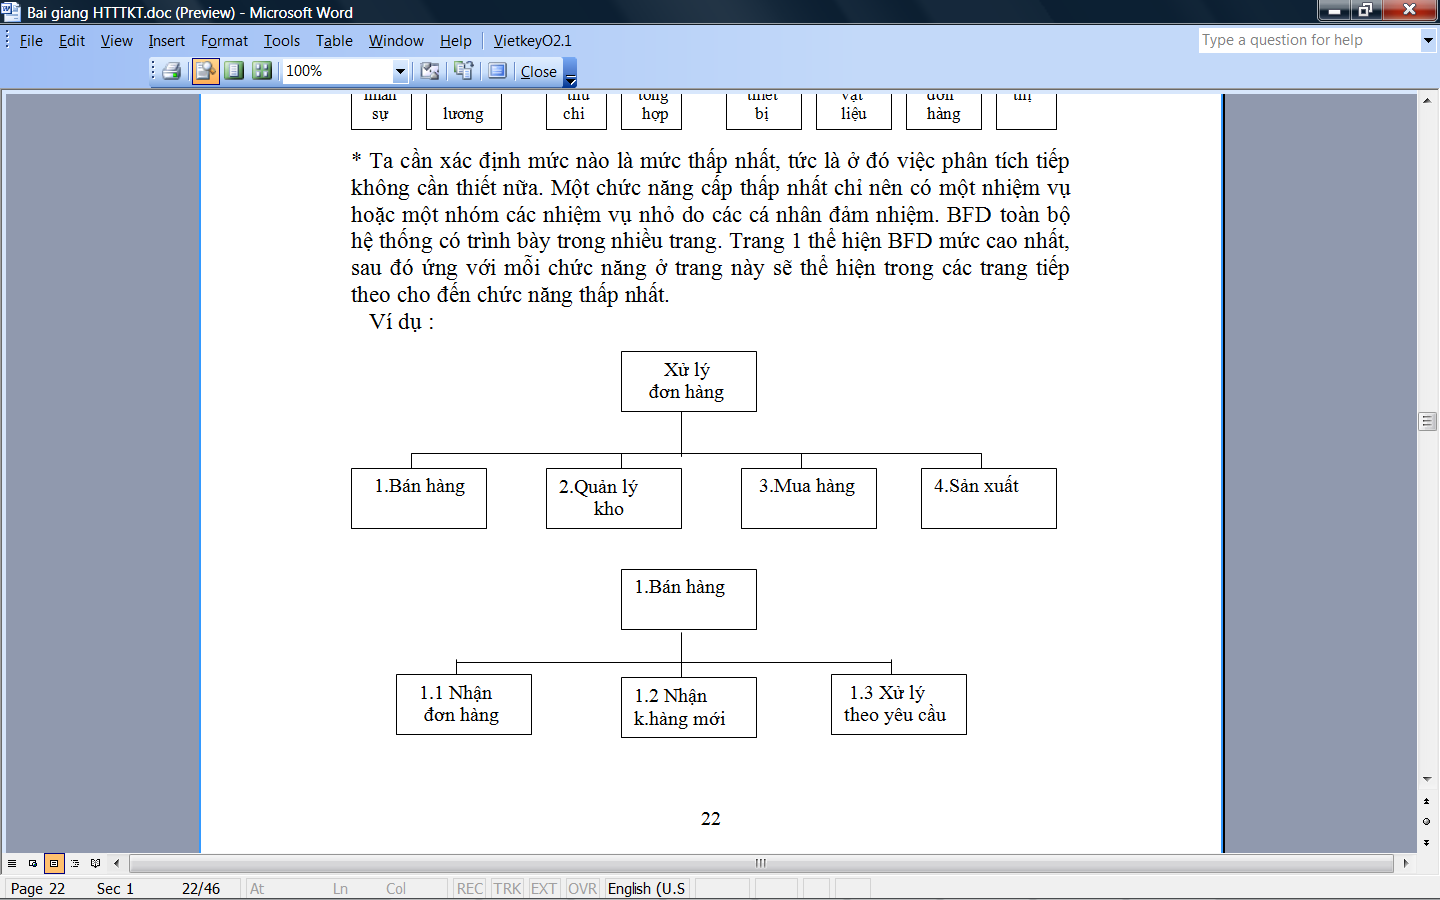 Bai giang HTTTKT.doc (Preview) - Microsoft Word
File Edit View Insert Format Tools Table Window Help VietkeyO2.1
Type a question for help
100%
Close
sự
lương
chi
hợp
bị
liệu
hàng
* Ta cần xác định mức nào là mức thấp nhất, tức là ở đó việc phân tích tiếp
không cần thiết nữa. Một chức năng cấp thấp nhất chỉ nên có một nhiệm vụ
hoặc một nhóm các nhiệm vụ nhỏ do các cá nhân đảm nhiệm. BFD toàn bộ
hệ thống có trình bày trong nhiều trang. Trang 1 thể hiện BFD mức cao nhất,
sau đó ứng với mỗi chức năng ở trang này sẽ thể hiện trong các trang tiếp
theo cho đến chức năng thấp nhất.
Ví dụ :
Xử lý
đơn hàng
1.Bán hàng
2.Quản lý
kho
3.Mua hàng
4.Sản xuất
1.Bán hàng
1.1 Nhận
đơn hàng
1.2 Nhận
k.hàng mới
1.3 Xử lý
theo yêu cầu
22
Page 22 Sec 1 22/46 At Ln Col REC TRK EXT OVR English (U.S